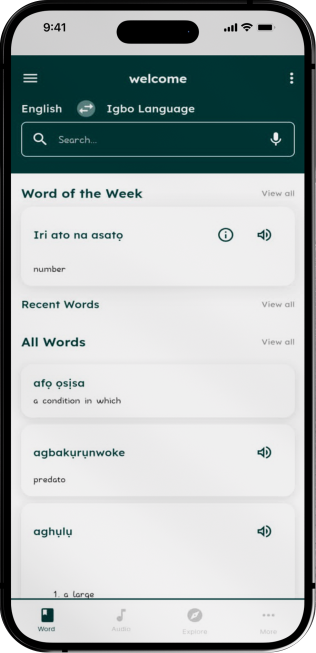 9:41
welcome
English Igbo Language
Search...
Word of the Week View all
Iri ato na asatọ
number
Recent Words View all
All Words View all
afọ ọsịsa
a condition in which
agbakụrụnwoke
predato
aghụlụ
1. a large
Word Audio Explore More